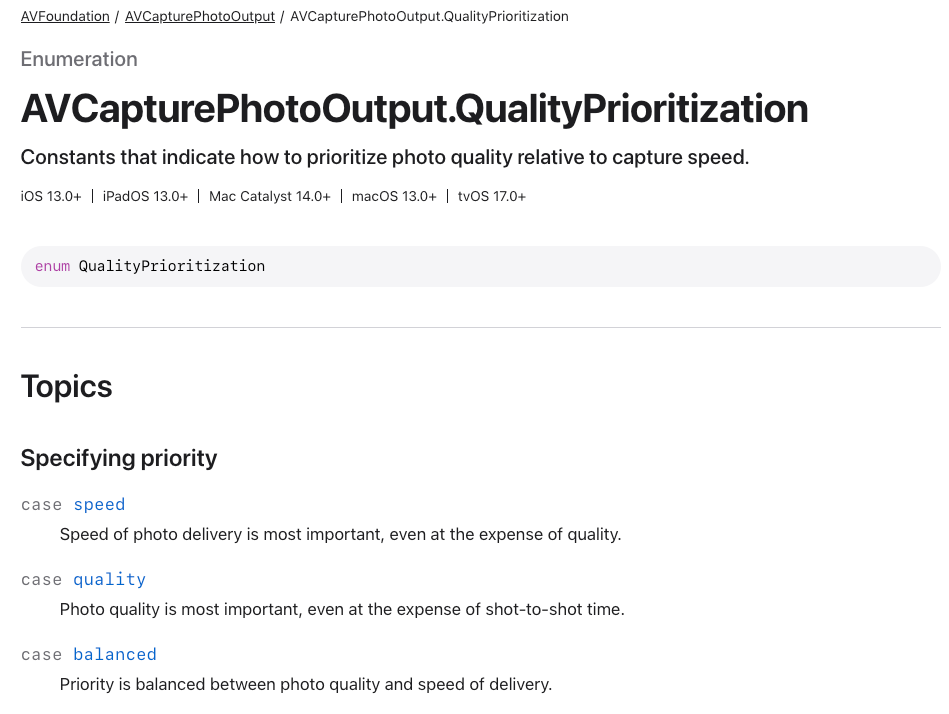 AVFoundation / AVCapturePhotoOutput / AVCapturePhotoOutput.QualityPrioritization
Enumeration
AVCapturePhotoOutput.QualityPrioritization
Constants that indicate how to prioritize photo quality relative to capture speed.
iOS 13.0+ | iPadOS 13.0+ | Mac Catalyst 14.0+ | macOS 13.0+ | tvOS 17.0+
enum QualityPrioritization
Topics
Specifying priority
case speed
Speed of photo delivery is most important, even at the expense of quality.
case quality
Photo quality is most important, even at the expense of shot-to-shot time.
case balanced
Priority is balanced between photo quality and speed of delivery.